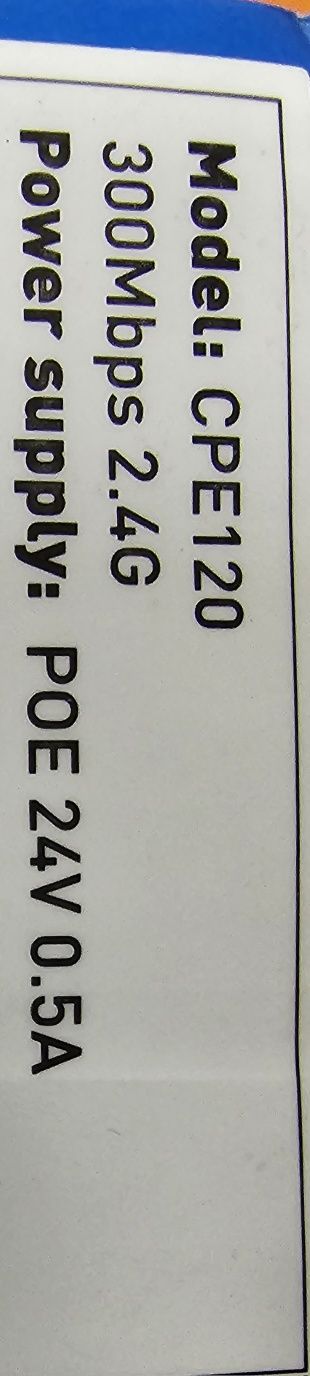 Model: CPE120
300Mbps 2.4G
Power supply: POE 24V 0.5A